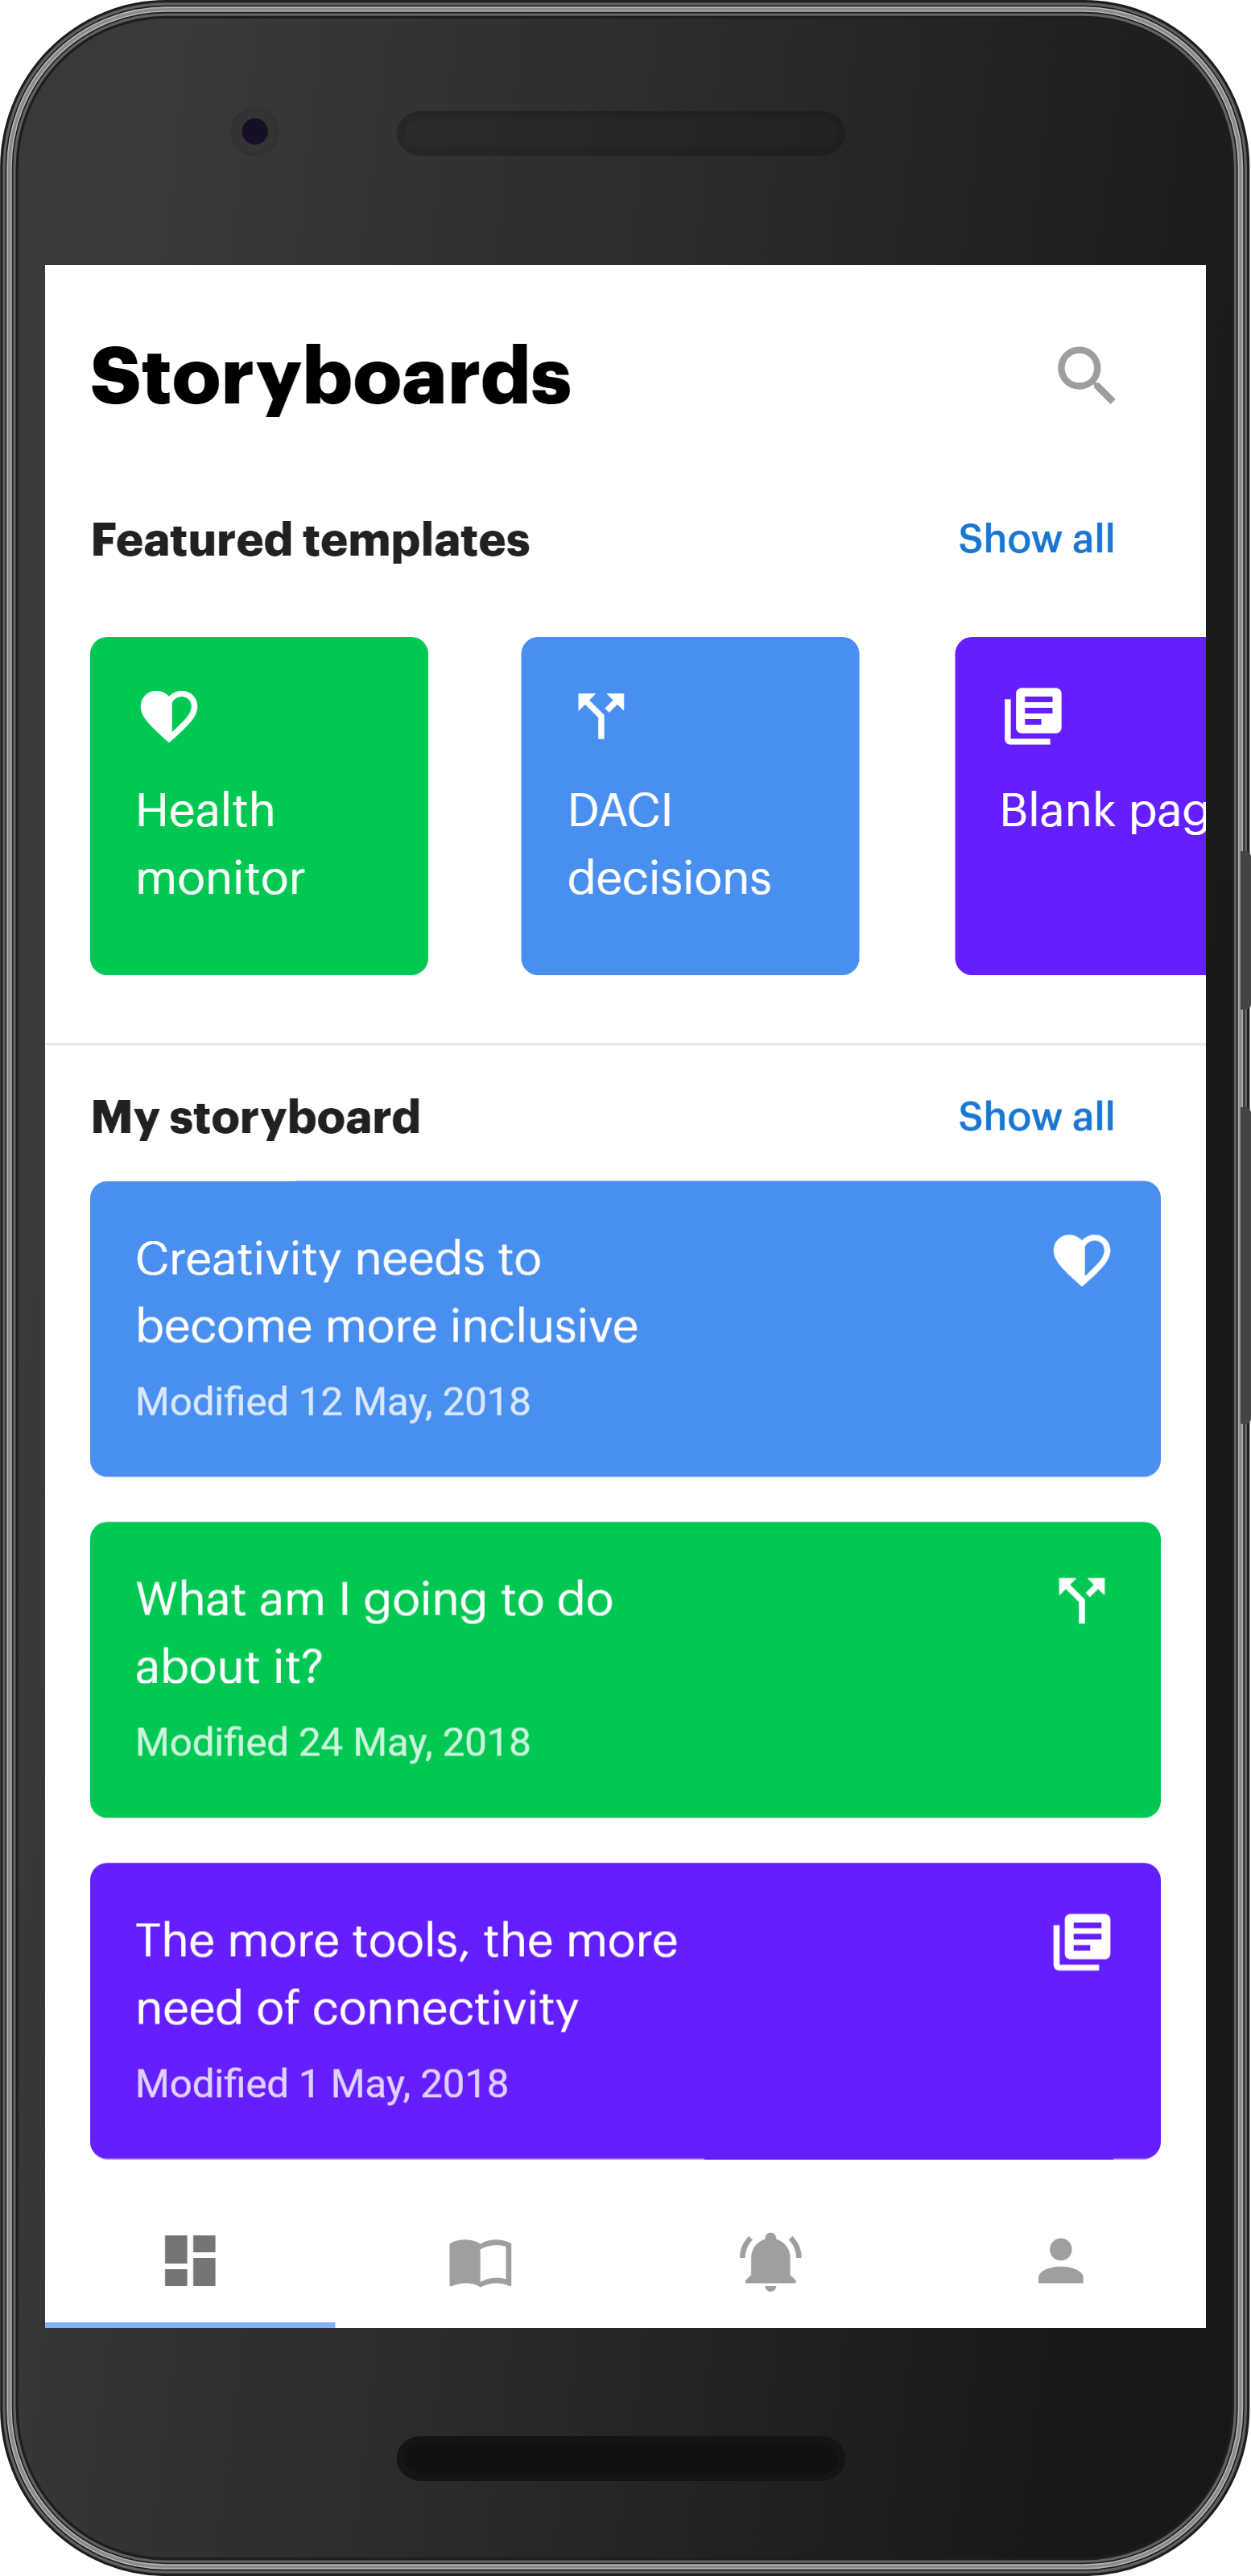 Storyboards
Featured templates
Show all
Health
monitor
DACI
decisions
Blank pag
My storyboard
Show all
Creativity needs to
become more inclusive
Modified 12 May, 2018
What am I going to do
about it?
Modified 24 May, 2018
The more tools, the more
need of connectivity
Modified 1 May, 2018